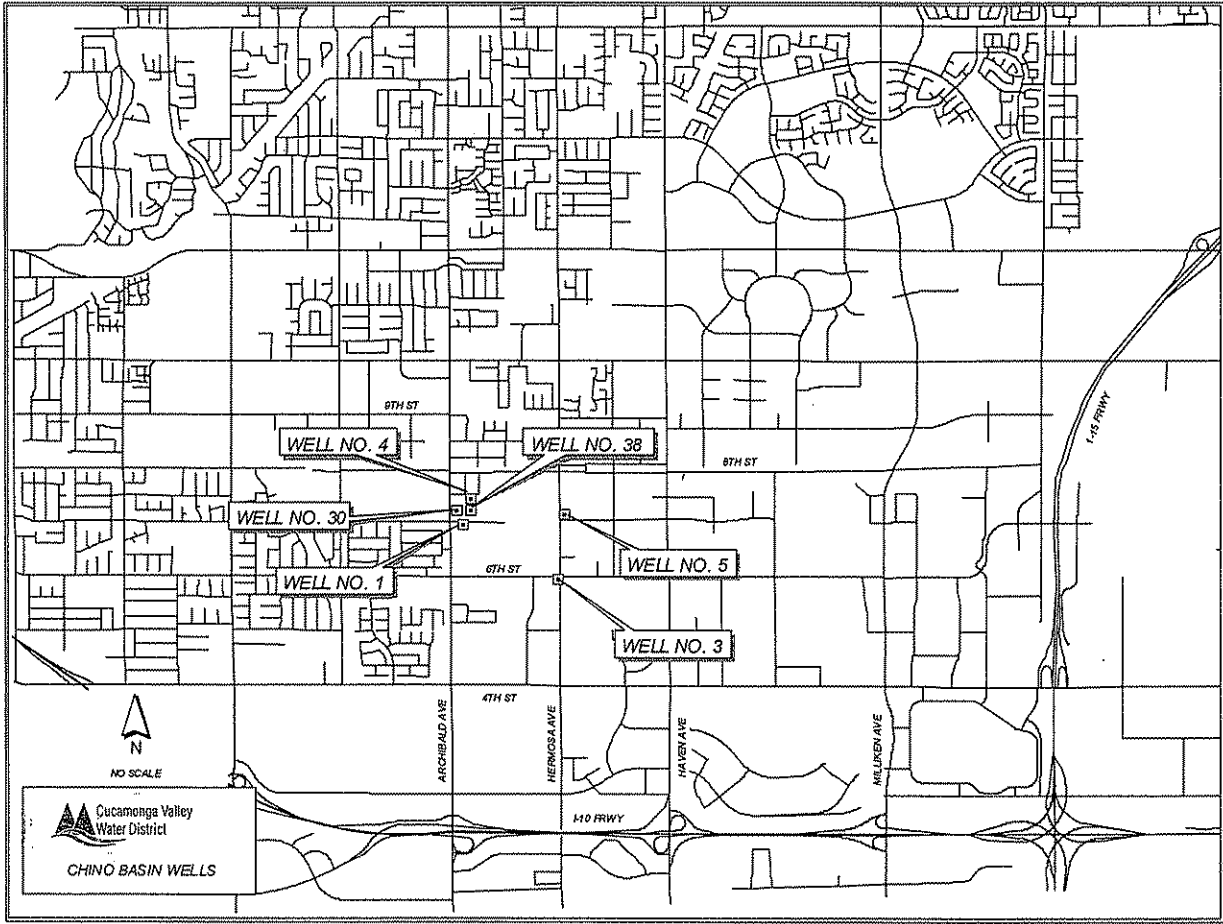 9TH ST
I-15 FRWY
WELL NO. 4
WELL NO. 38
8TH ST
WELL NO. 30
WELL NO. 1
6TH ST
WELL NO. 5
WELL NO. 3
4TH ST
ARCHIBALD AVE
HERMOSA AVE
HAVEN AVE
MILLIKEN AVE
N
NO SCALE
Cucamonga Valley
Water District
CHINO BASIN WELLS
I-10 FRWY